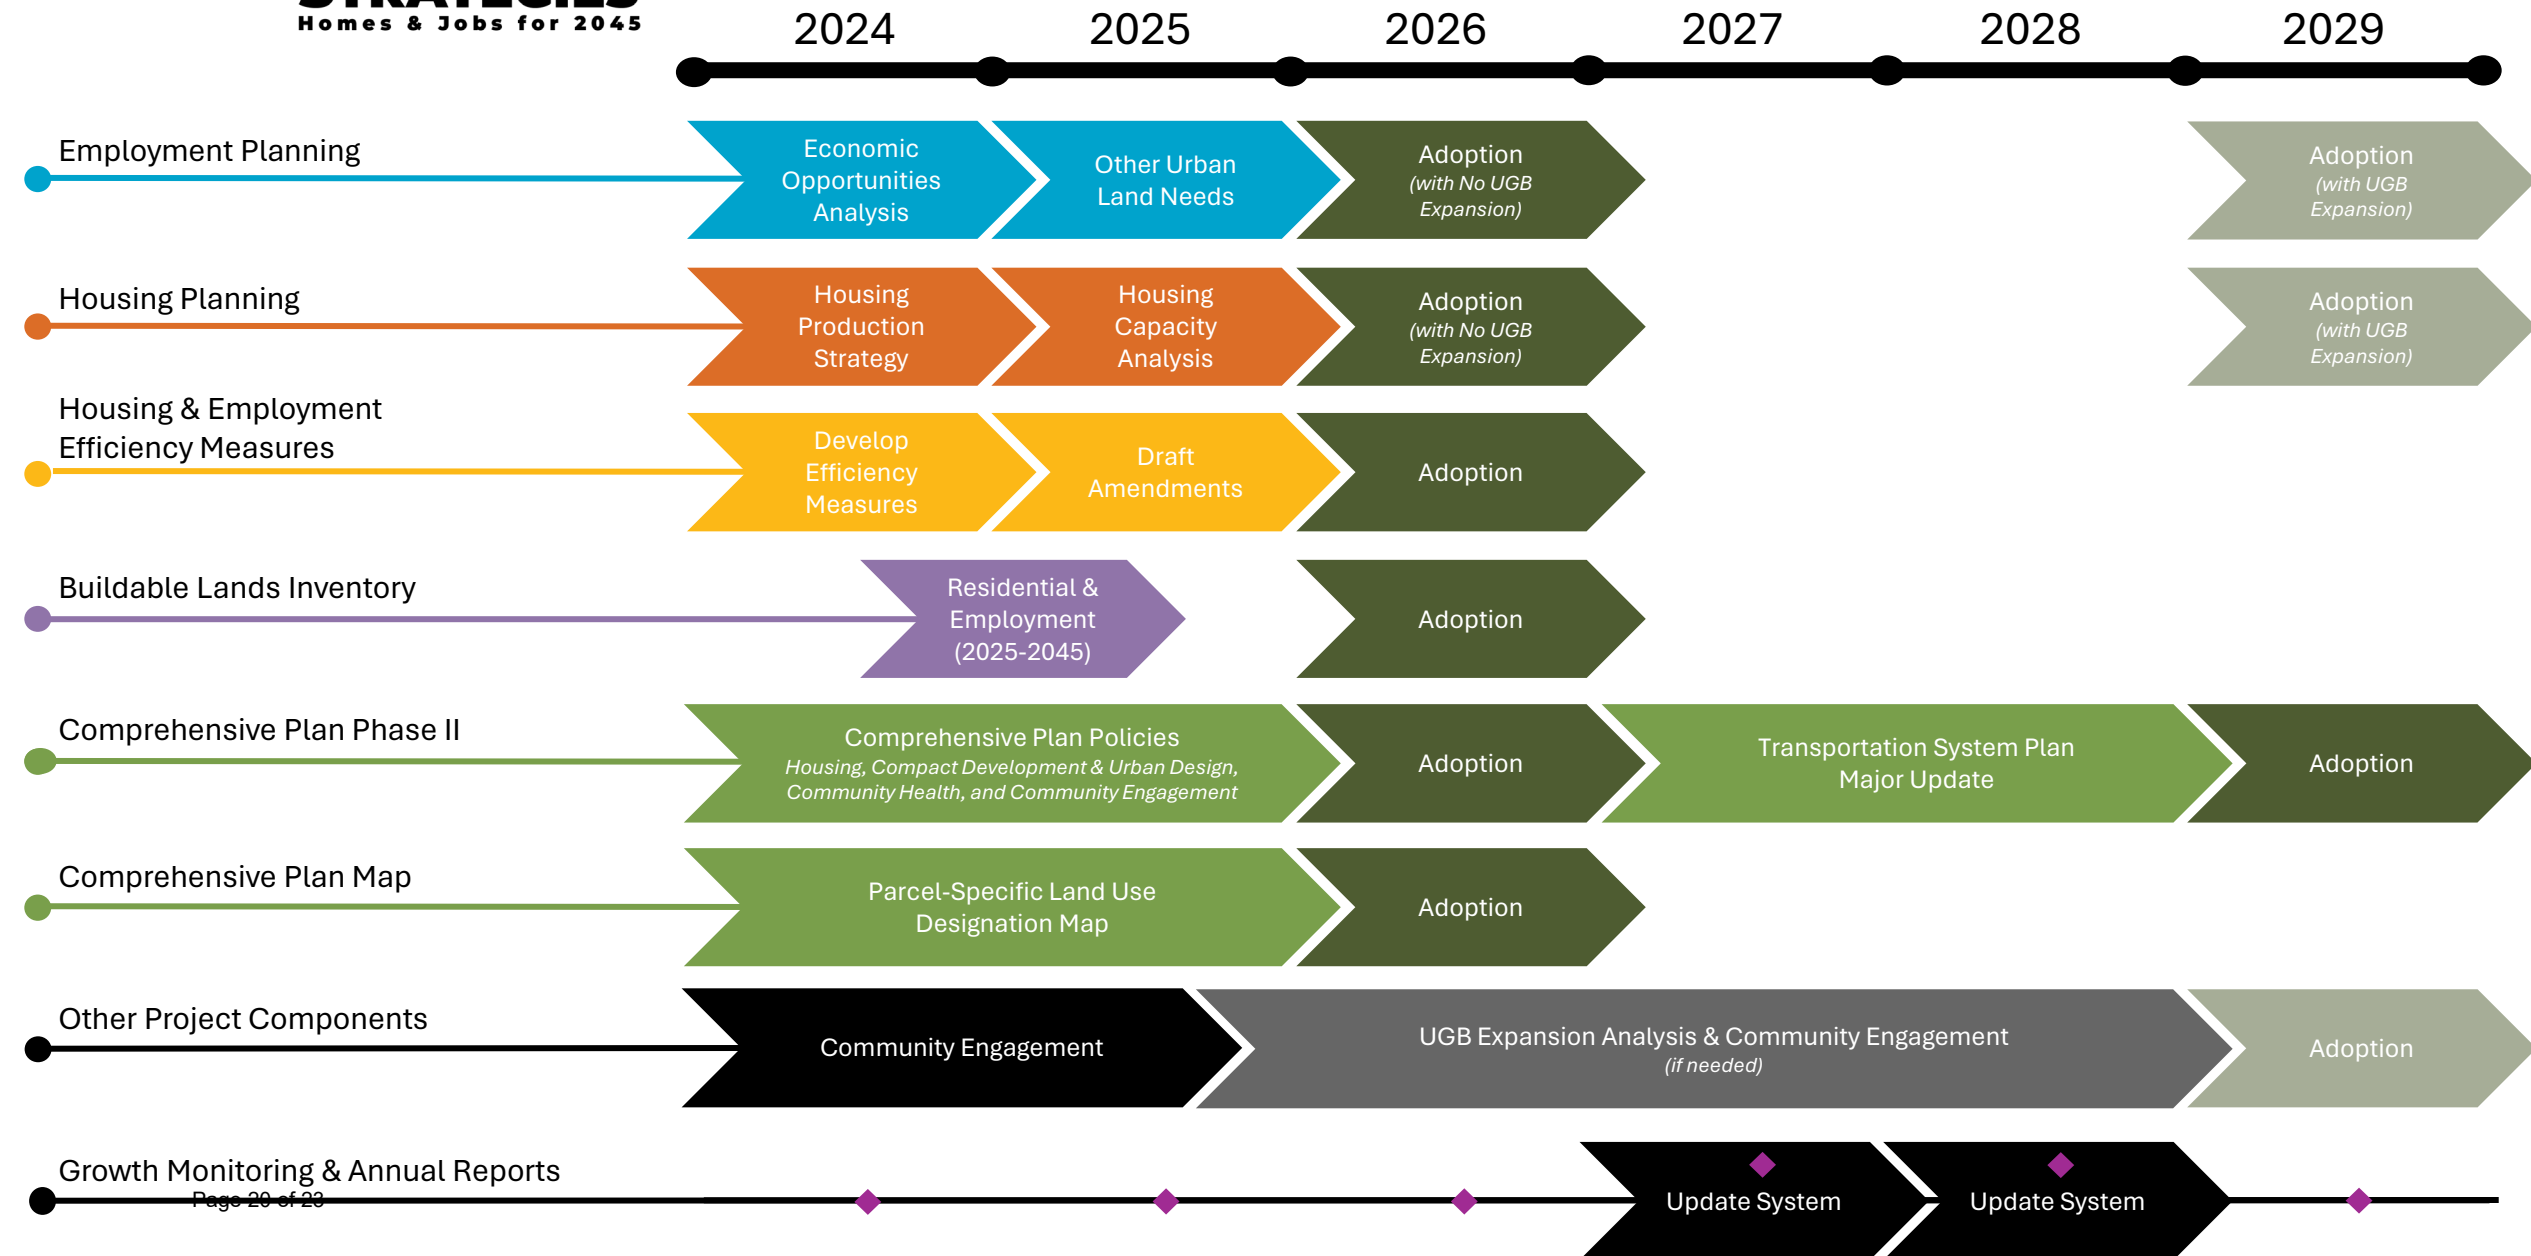 STRATEGIES
Homes & Jobs for 2045
2024
2025
2026
2027
2028
2029
Employment Planning
Economic
Opportunities
Analysis
Other Urban
Land Needs
Adoption
(with No UGB
Expansion)
Adoption
(with UGB
Expansion)
Housing Planning
Housing
Production
Strategy
Housing
Capacity
Analysis
Adoption
(with No UGB
Expansion)
Adoption
(with UGB
Expansion)
Housing & Employment
Efficiency Measures
Develop
Efficiency
Measures
Draft
Amendments
Adoption
Buildable Lands Inventory
Residential &
Employment
(2025-2045)
Adoption
Comprehensive Plan Phase II
Comprehensive Plan Policies
Housing, Compact Development & Urban Design,
Community Health, and Community Engagement
Adoption
Transportation System Plan
Major Update
Adoption
Comprehensive Plan Map
Parcel-Specific Land Use
Designation Map
Adoption
Other Project Components
Community Engagement
UGB Expansion Analysis & Community Engagement
(if needed)
Adoption
Growth Monitoring & Annual Reports
Page 20 of 23
Update System
Update System